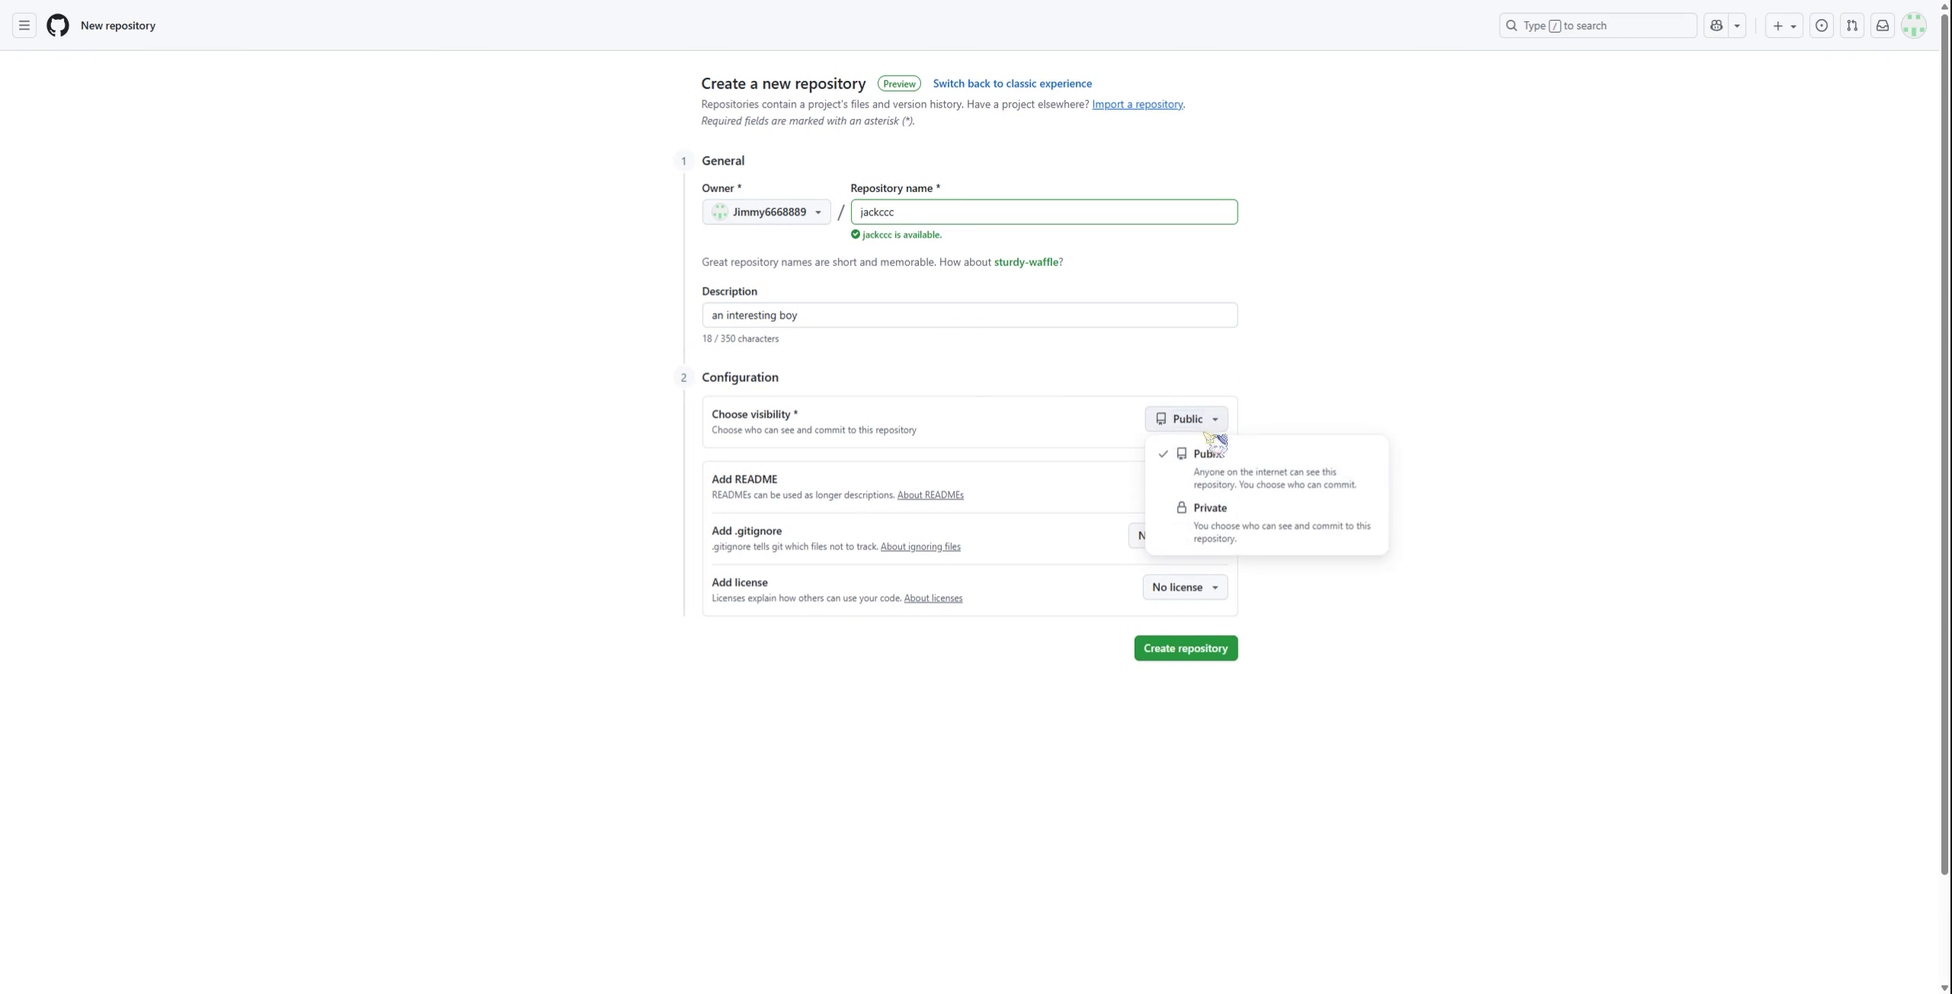 New repository
Type / to search
Create a new repository Preview Switch back to classic experience
Repositories contain a project's files and version history. Have a project elsewhere? Import a repository.
Required fields are marked with an asterisk (*).
1 General
Owner * Repository name *
Jimmy6668889 / jackccc
jackccc is available.
Great repository names are short and memorable. How about sturdy-waffle?
Description
an interesting boy
18 / 350 characters
2 Configuration
Choose visibility * Public
Choose who can see and commit to this repository
Public
Anyone on the internet can see this
repository. You choose who can commit.
Private
You choose who can see and commit to this
repository.
Add README
READMEs can be used as longer descriptions. About READMEs
Add .gitignore
.gitignore tells git which files not to track. About ignoring files
Add license No license
Licenses explain how others can use your code. About licenses
Create repository